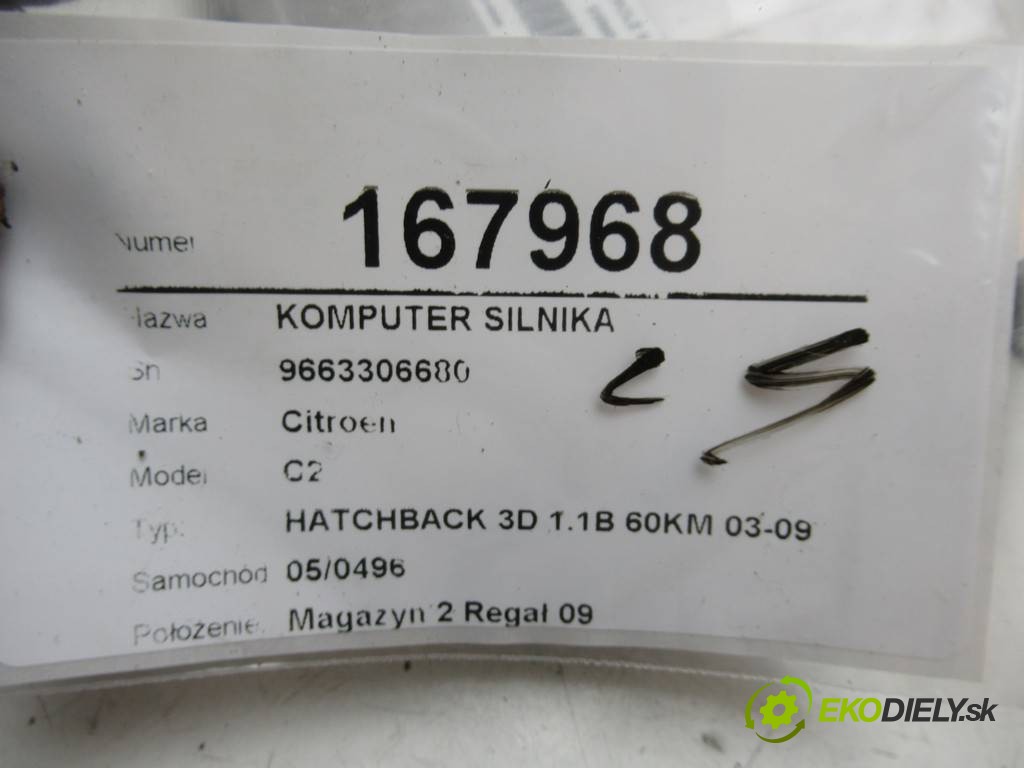 Numer 167968
Nazwa KOMPUTER SILNIKA
Sn 9663306680
Marka Citroen
Model C2
Typ: HATCHBACK 3D 1.1B 60KM 03-09
Samochód 05/0496
Położenie: Magazyn 2 Regał 09
EKODIELY.sk